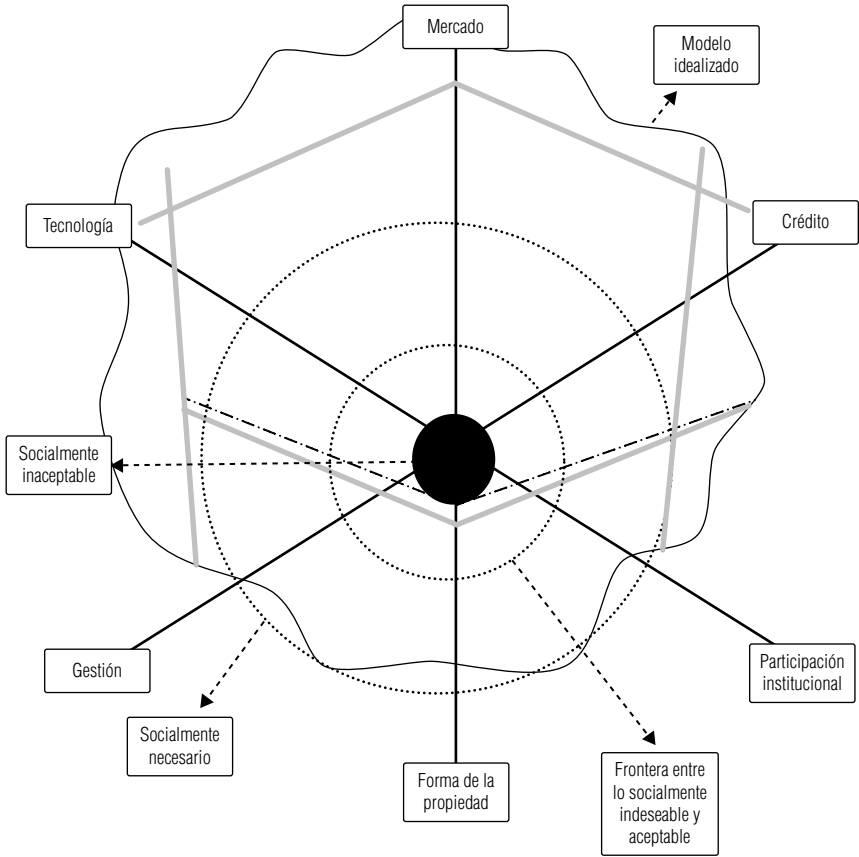 Mercado
Modelo
idealizado
Tecnología
Crédito
Socialmente
inaceptable
Gestión
Participación
institucional
Socialmente
necesario
Forma de la
propiedad
Frontera entre
lo socialmente
indeseable y
aceptable